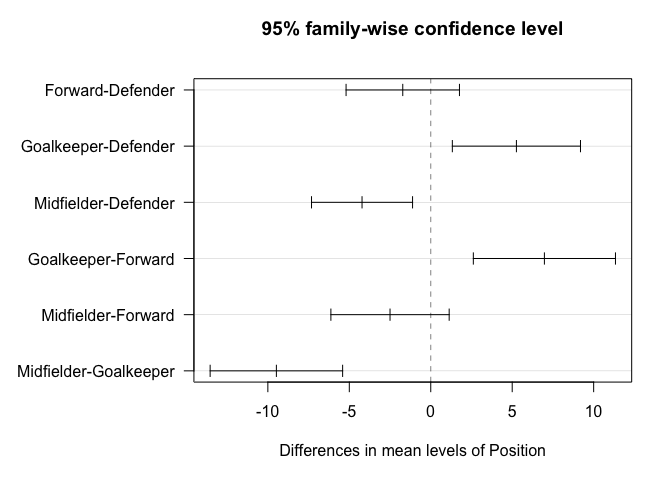 95% family-wise confidence level
Forward-Defender
Goalkeeper-Defender
Midfielder-Defender
Goalkeeper-Forward
Midfielder-Forward
Midfielder-Goalkeeper
-10 -5 0 5 10
Differences in mean levels of Position